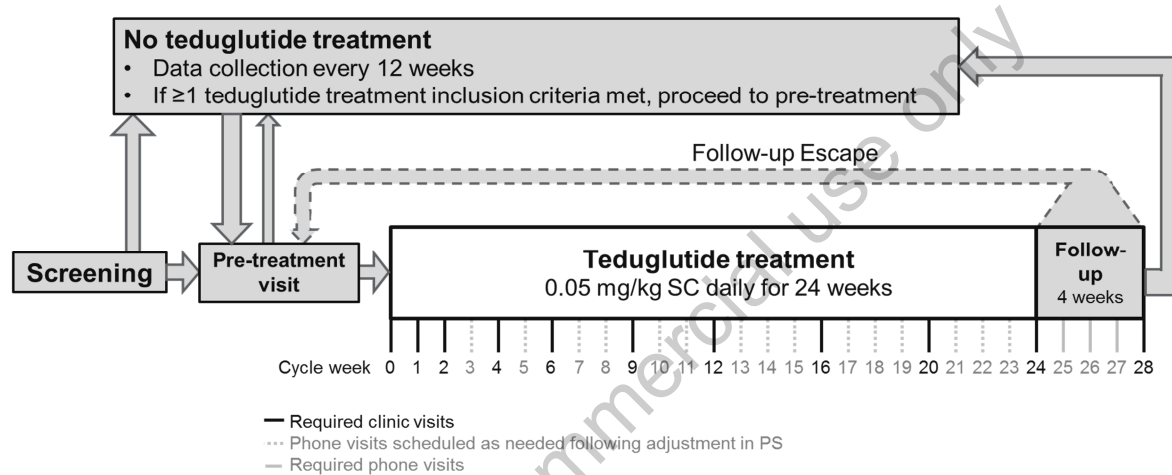 No teduglutide treatment
• Data collection every 12 weeks
• If ≥1 teduglutide treatment inclusion criteria met, proceed to pre-treatment
Follow-up Escape
Screening
Pre-treatment
visit
Teduglutide treatment
0.05 mg/kg SC daily for 24 weeks
Follow-
up
4 weeks
Cycle week 0 1 2 3 4 5 6 7 8 9 10 11 12 13 14 15 16 17 18 19 20 21 22 23 24 25 26 27 28
Required clinic visits
Phone visits scheduled as needed following adjustment in PS
Required phone visits
mmercial use only